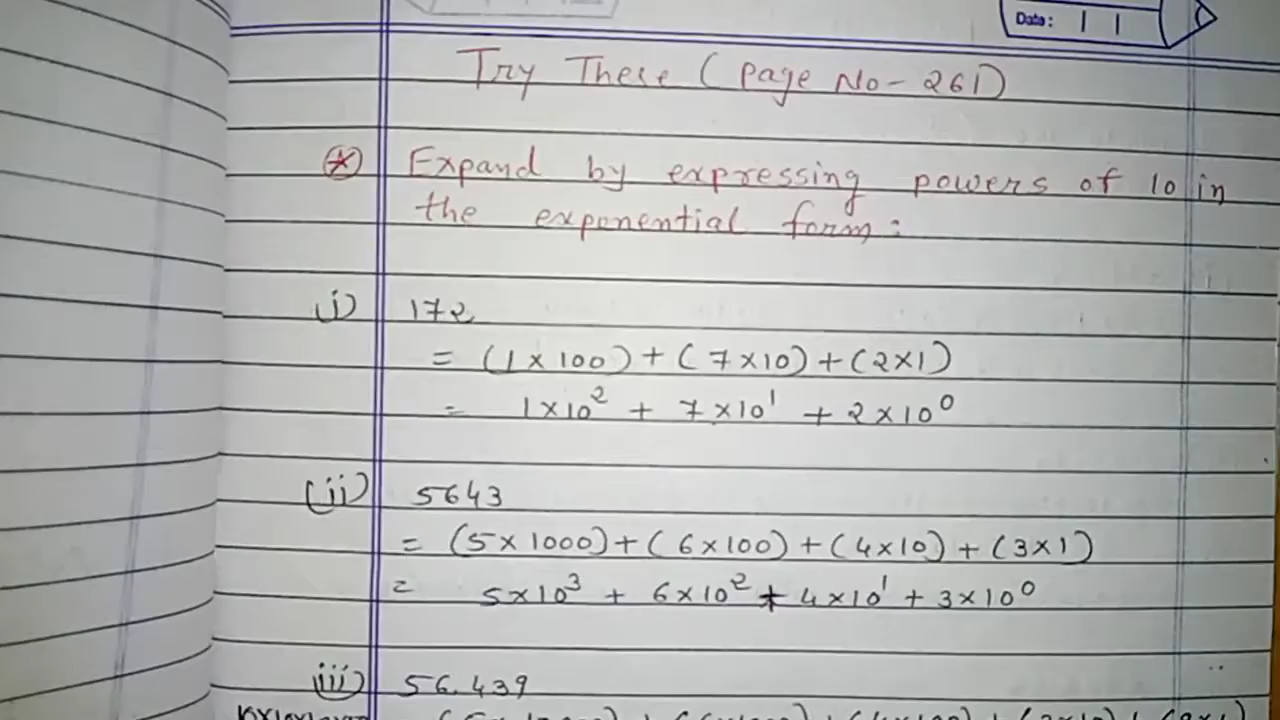 Date:
Try These (Page No- 261)
Expand by expressing powers of 10 in
the exponential form:
(i) 172
= (1×100)+(7×10)+(2×1)
= 1×10² + 7×10¹ + 2×10⁰
(ii) 5643
= (5×1000)+(6×100)+(4×10)+(3×1)
= 5×10³ + 6×10² + 4×10¹ + 3×10⁰
(iii) 56.439